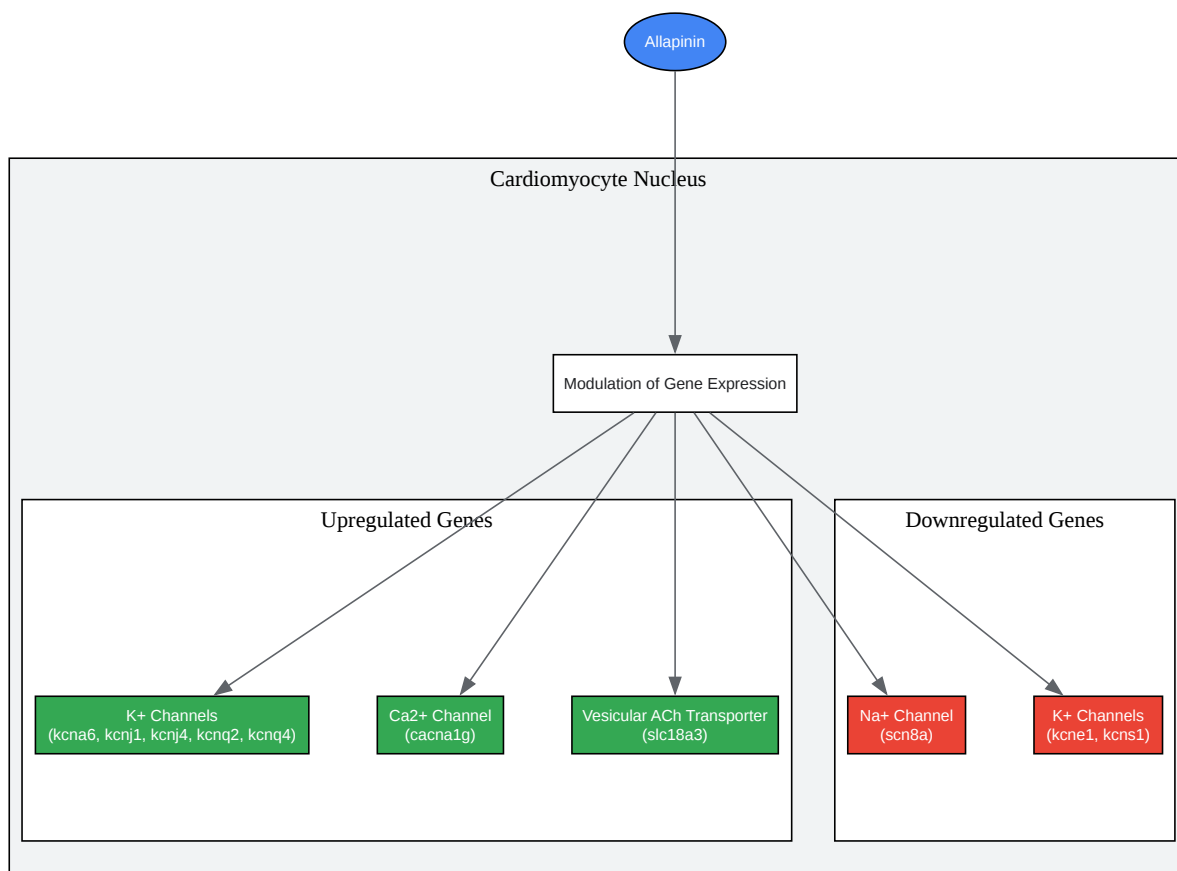 Allapinin
Cardiomyocyte Nucleus
Modulation of Gene Expression
Upregulated Genes
Downregulated Genes
K+ Channels
(kcna6, kcnj1, kcnj4, kcnq2, kcnq4)
Ca2+ Channel
(cacna1g)
Vesicular ACh Transporter
(slc18a3)
Na+ Channel
(scn8a)
K+ Channels
(kcne1, kcns1)